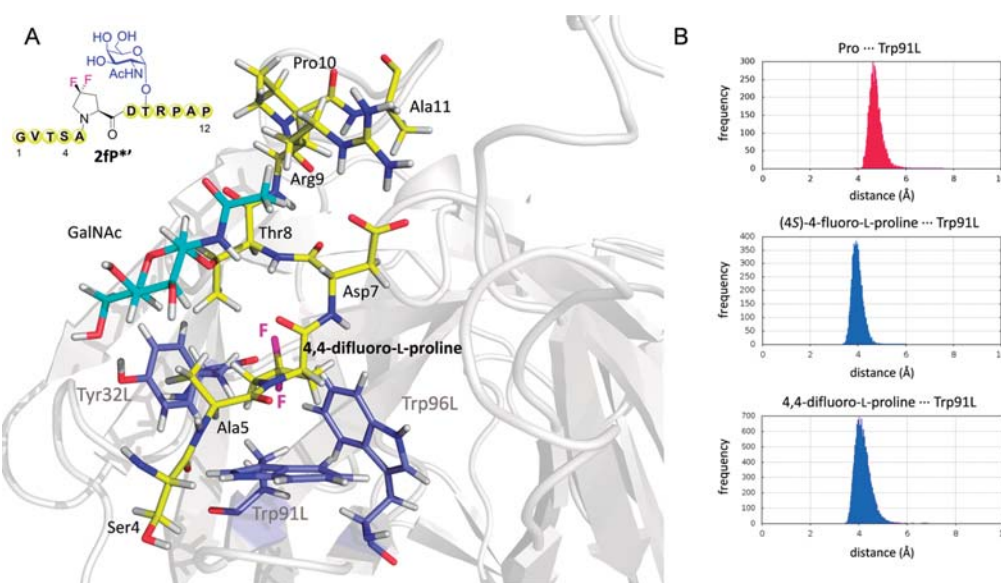 A
HO
OH
HO
O
AcHN
O
F
F
N
O
D T R P A P
12
G V T S A
1
4
2fP*'
Pro10
Ala11
Arg9
GalNAc
Thr8
Asp7
F
4,4-difluoro-L-proline
F
Tyr32L
Trp96L
Ala5
Trp91L
Ser4
B
Pro ··· Trp91L
frequency
300
250
200
150
100
50
0
0 2 4 6 8 10
distance (Å)
(4S)-4-fluoro-L-proline ··· Trp91L
frequency
400
350
300
250
200
150
100
50
0
0 2 4 6 8 10
distance (Å)
4,4-difluoro-L-proline ··· Trp91L
frequency
700
600
500
400
300
200
100
0
0 2 4 6 8
distance (Å)